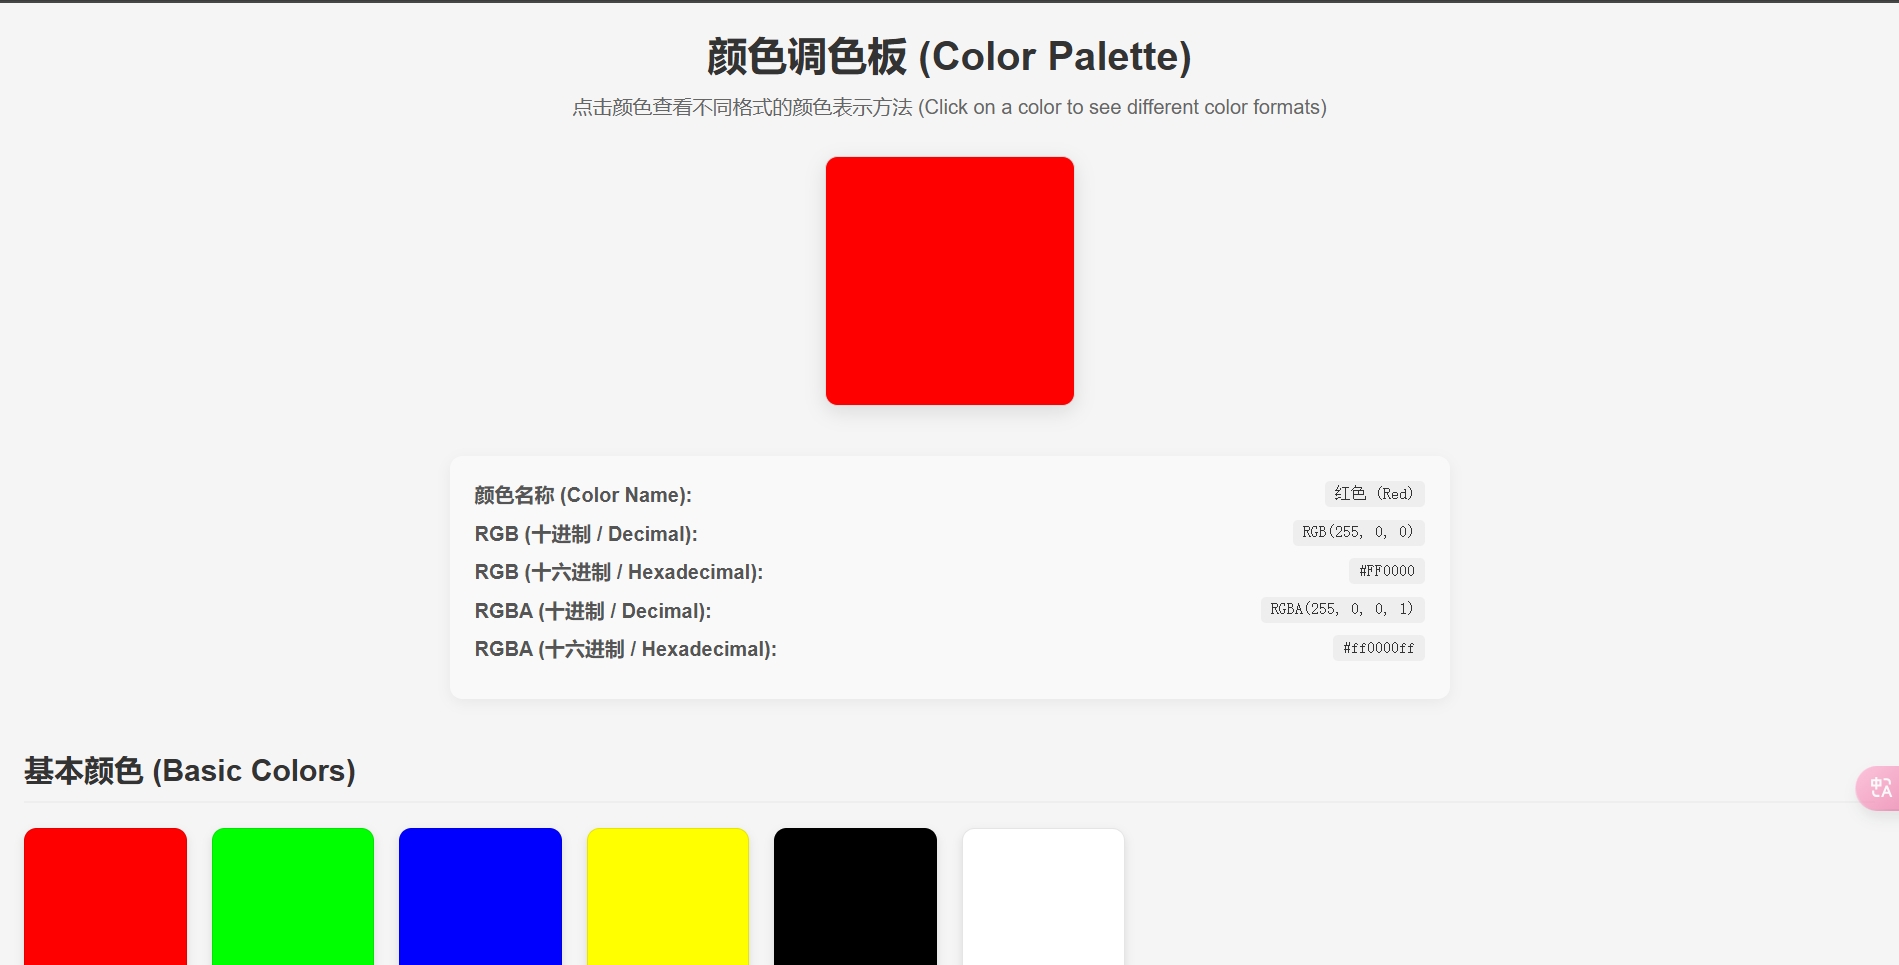 颜色调色板 (Color Palette)
点击颜色查看不同格式的颜色表示方法 (Click on a color to see different color formats)
颜色名称 (Color Name): 红色 (Red)
RGB (十进制 / Decimal): RGB(255, 0, 0)
RGB (十六进制 / Hexadecimal): #FF0000
RGBA (十进制 / Decimal): RGBA(255, 0, 0, 1)
RGBA (十六进制 / Hexadecimal): #ff0000ff
基本颜色 (Basic Colors)
中A